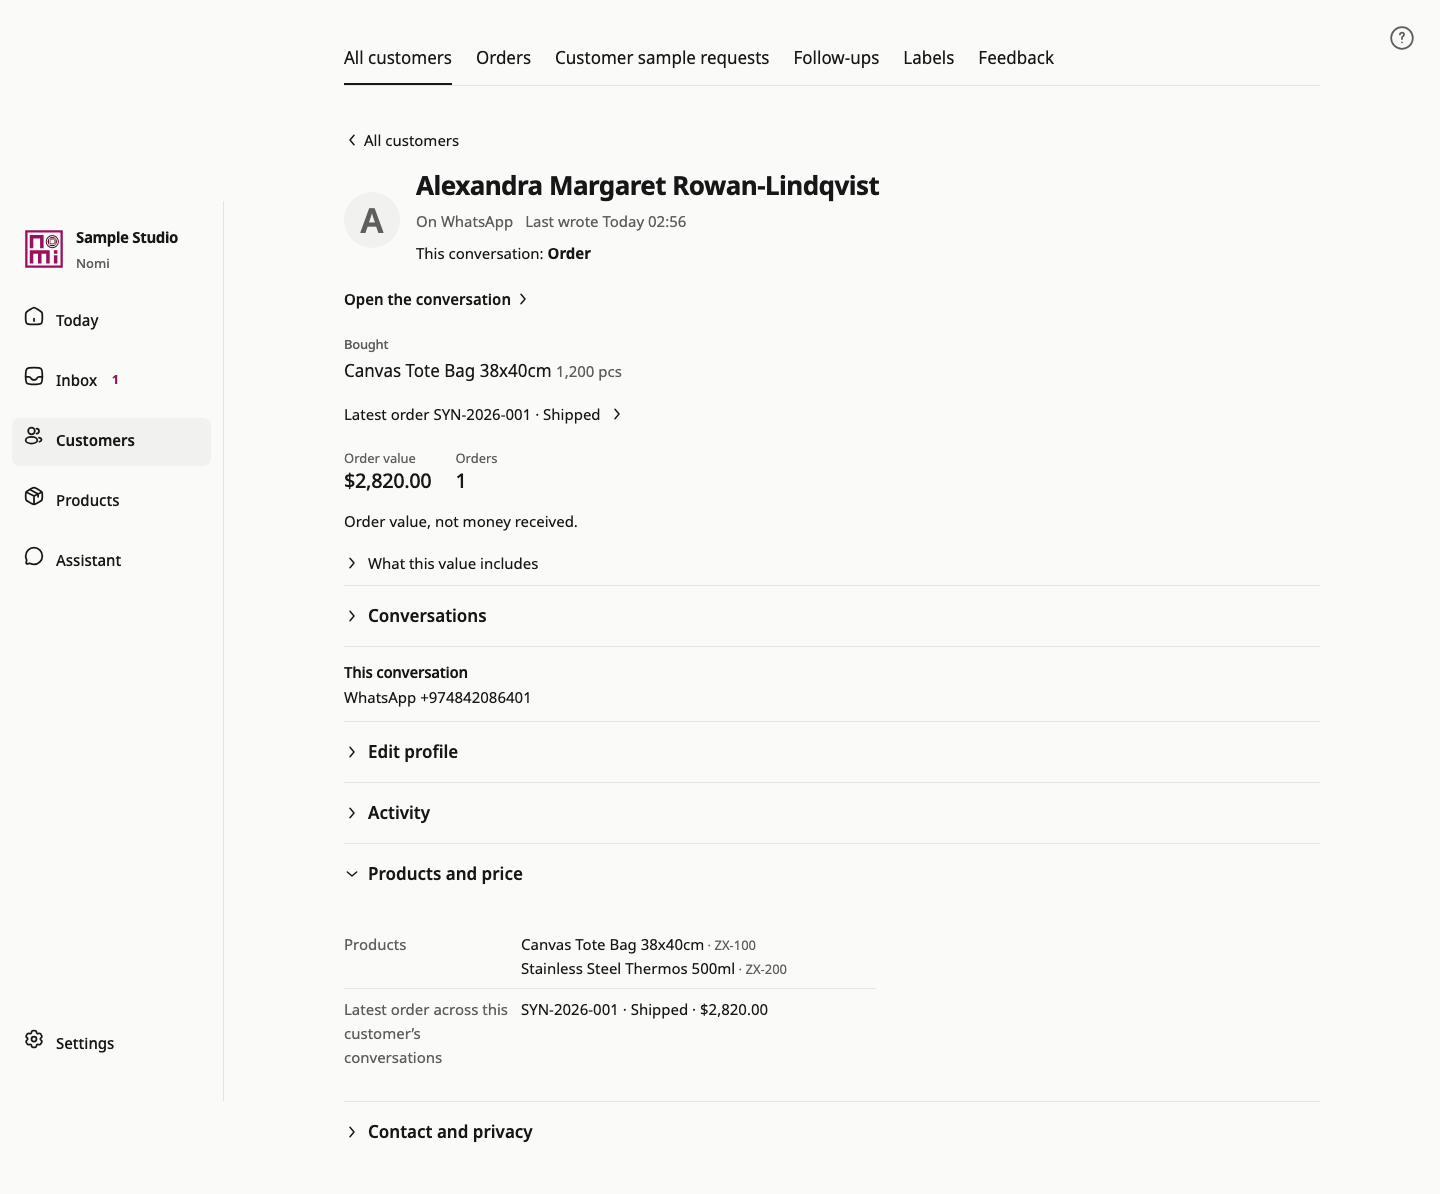 All customers
Orders
Customer sample requests
Follow-ups
Labels
Feedback
All customers
Alexandra Margaret Rowan-Lindqvist
A
On WhatsApp Last wrote Today 02:56
This conversation: Order
nomi
Sample Studio
Nomi
Today
Inbox 1
Customers
Products
Assistant
Settings
Open the conversation
Bought
Canvas Tote Bag 38x40cm 1,200 pcs
Latest order SYN-2026-001 · Shipped
Order value
$2,820.00
Orders
1
Order value, not money received.
What this value includes
Conversations
This conversation
WhatsApp +974842086401
Edit profile
Activity
Products and price
Products
Canvas Tote Bag 38x40cm · ZX-100
Stainless Steel Thermos 500ml · ZX-200
Latest order across this
customer’s
conversations
SYN-2026-001 · Shipped · $2,820.00
Contact and privacy